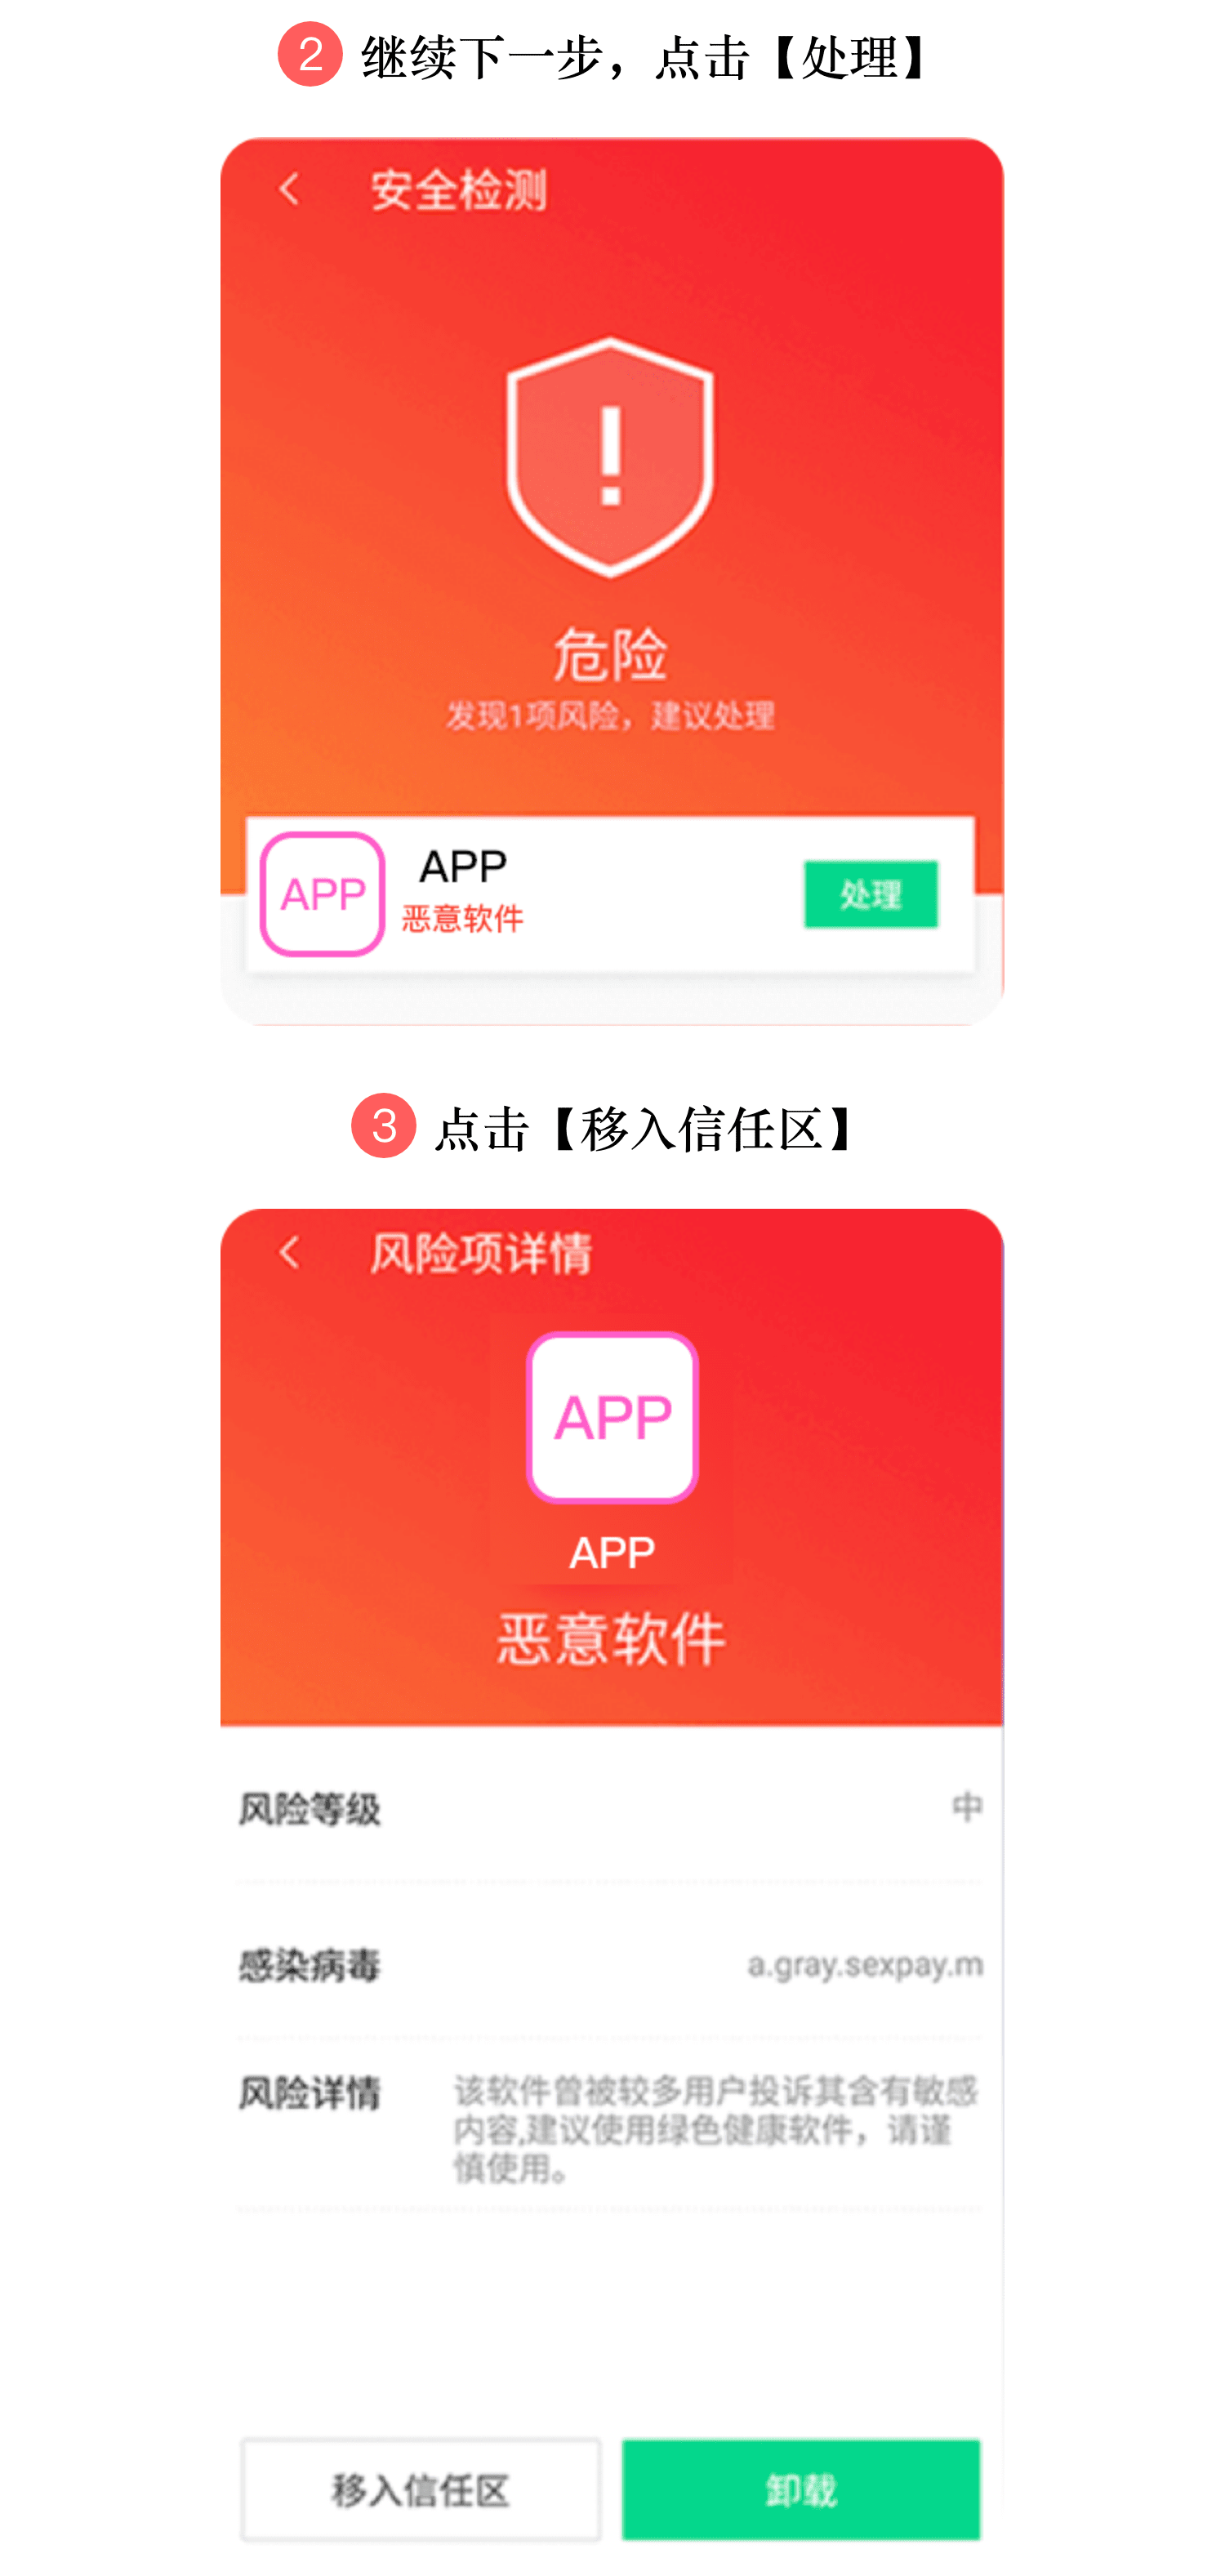 2 继续下一步，点击【处理】
安全检测
危险
发现1项风险，建议处理
APP
APP
恶意软件
处理
3 点击【移入信任区】
风险项详情
APP
APP
恶意软件
风险等级 中
感染病毒 a.gray.sexpay.m
风险详情 该软件曾被较多用户投诉其含有敏感
内容,建议使用绿色健康软件，请谨
慎使用。
移入信任区 卸载